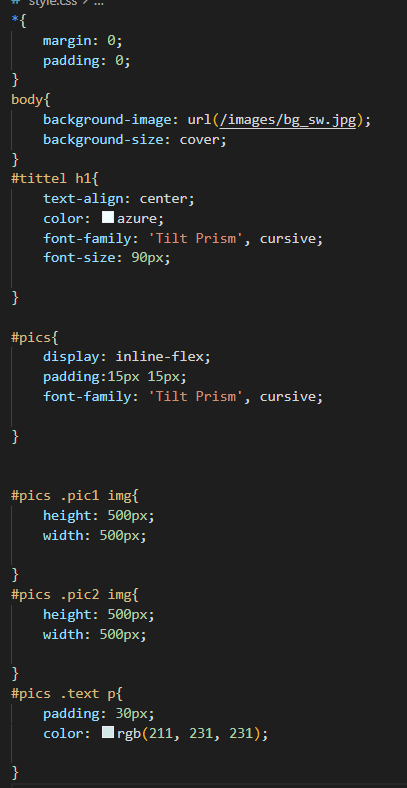 # style.css > ...
*{
margin: 0;
padding: 0;
}
body{
background-image: url(/images/bg_sw.jpg);
background-size: cover;
}
#tittel h1{
text-align: center;
color: azure;
font-family: 'Tilt Prism', cursive;
font-size: 90px;
}
#pics{
display: inline-flex;
padding:15px 15px;
font-family: 'Tilt Prism', cursive;
}
#pics .pic1 img{
height: 500px;
width: 500px;
}
#pics .pic2 img{
height: 500px;
width: 500px;
}
#pics .text p{
padding: 30px;
color: rgb(211, 231, 231);
}